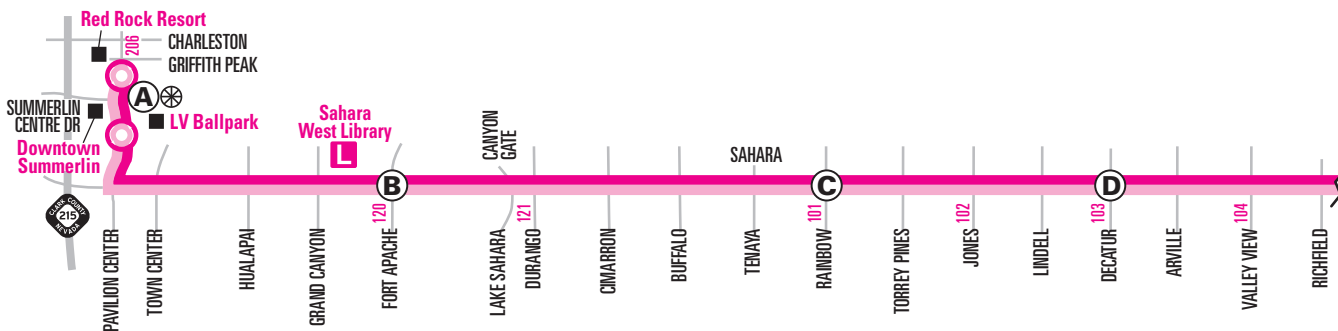 Red Rock Resort
206
CHARLESTON
GRIFFITH PEAK
A
SUMMERLIN
CENTRE DR
LV Ballpark
Downtown
Summerlin
Sahara
West Library
L
CANYON
GATE
SAHARA
B
C
D
CLARK COUNTY
215
NEVADA
120
121
101
102
103
104
PAVILION CENTER
TOWN CENTER
HUALAPAI
GRAND CANYON
FORT APACHE
LAKE SAHARA
DURANGO
CIMARRON
BUFFALO
TENAYA
RAINBOW
TORREY PINES
JONES
LINDELL
DECATUR
ARVILLE
VALLEY VIEW
RICHFIELD